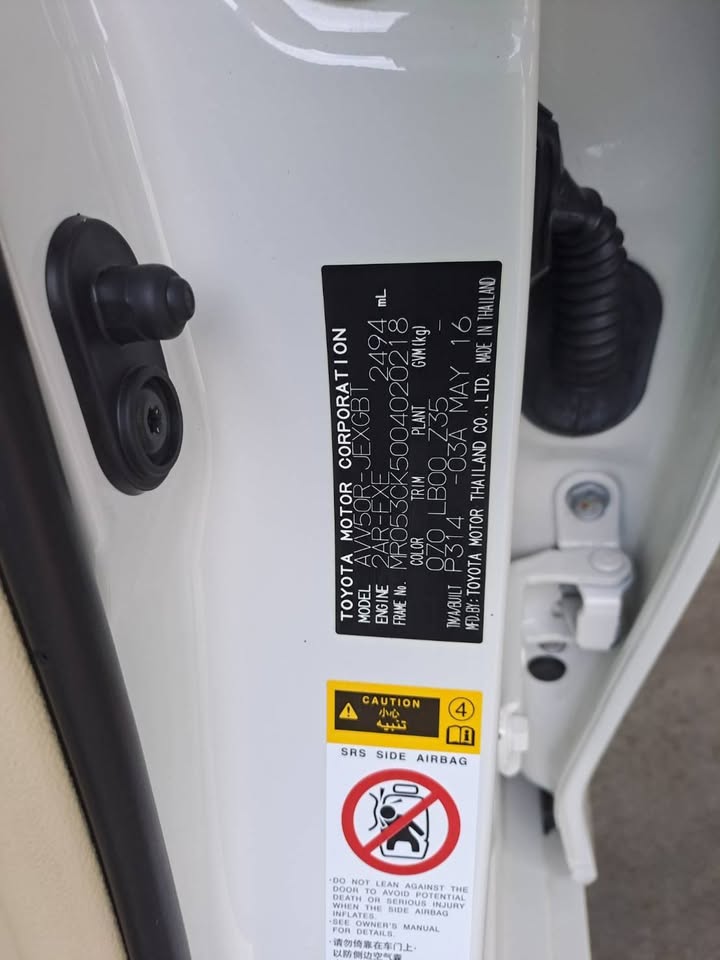 TOYOTA MOTOR CORPORATION
MODEL AVV50R-JEXGBT
ENGINE 2AR-FXE 2494 mL
FRAME No. MR053CK5004020218
COLOR TRIM PLANT GVM(kg)
070 LB00 Z35 -
TM/A/BUILT P314 -03A MAY 16
MFD.BY: TOYOTA MOTOR THAILAND CO.,LTD. MADE IN THAILAND
CAUTION
小心
تنبيه
4
SRS SIDE AIRBAG
·DO NOT LEAN AGAINST THE
DOOR TO AVOID POTENTIAL
DEATH OR SERIOUS INJURY
WHEN THE SIDE AIRBAG
INFLATES.
·SEE OWNER'S MANUAL
FOR DETAILS.
·请勿倚靠在车门上·
以防侧边空气囊